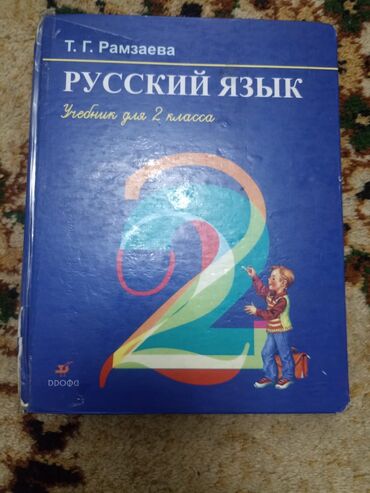 Т. Г. Рамзаева
РУССКИЙ ЯЗЫК
Учебник для 2 класса
2
ДРОФА